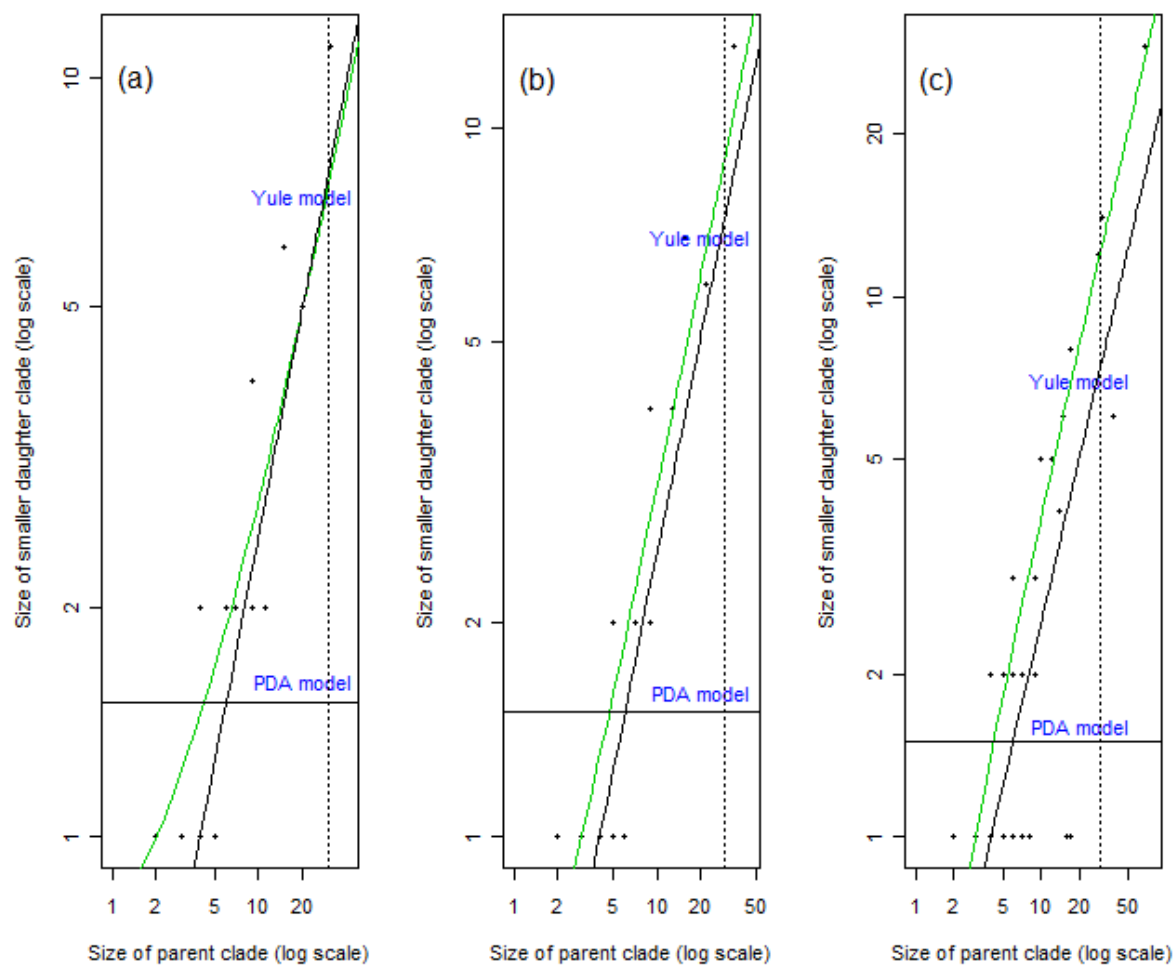 (a)
Yule model
PDA model
10
5
2
1
Size of smaller daughter clade (log scale)
1 2 5 10 20
Size of parent clade (log scale)
(b)
Yule model
PDA model
10
5
2
1
Size of smaller daughter clade (log scale)
1 2 5 10 20 50
Size of parent clade (log scale)
(c)
Yule model
PDA model
20
10
5
2
1
Size of smaller daughter clade (log scale)
1 2 5 10 20 50
Size of parent clade (log scale)